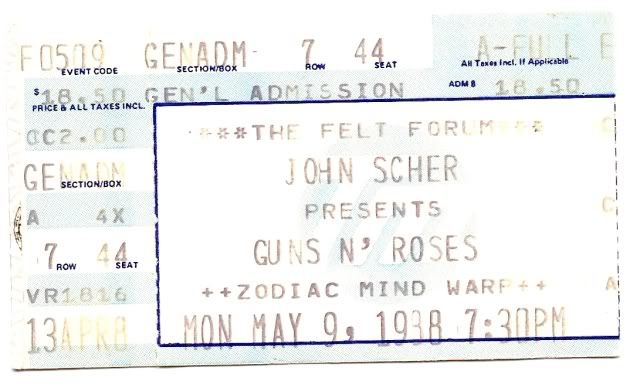 F0509 GENADM 7 44 A-FULL
EVENT CODE SECTION/BOX ROW SEAT All Taxes Incl. If Applicable
$18.50 GEN'L ADMISSION ADM$ 18.50
PRICE & ALL TAXES INCL.
CC2.00
GENADM
SECTION/BOX
A 4X
7 44
ROW SEAT
VR1816
13APR8
****THE FELT FORUM***
JOHN SCHER
PRESENTS
GUNS N' ROSES
++ZODIAC MIND WARP++
MON MAY 9, 1988 7:30PM